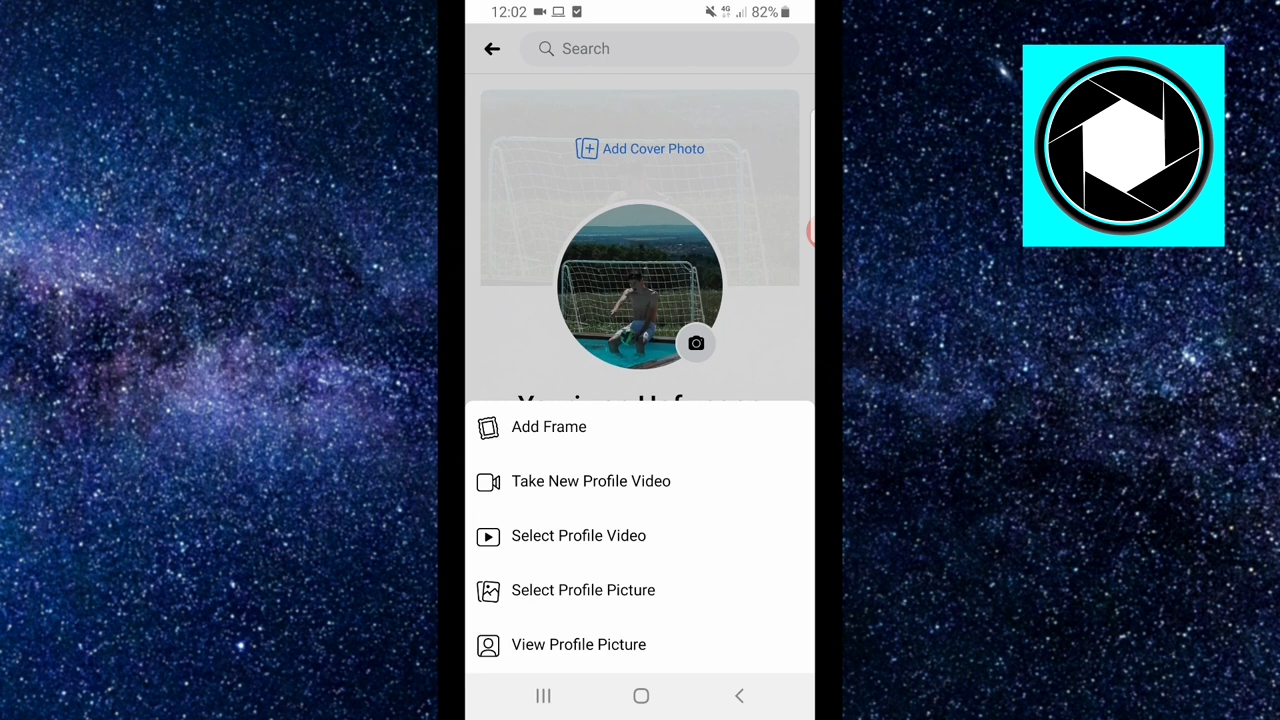 12:02 4G 82%
Search
Add Cover Photo
Add Frame
Take New Profile Video
Select Profile Video
Select Profile Picture
View Profile Picture